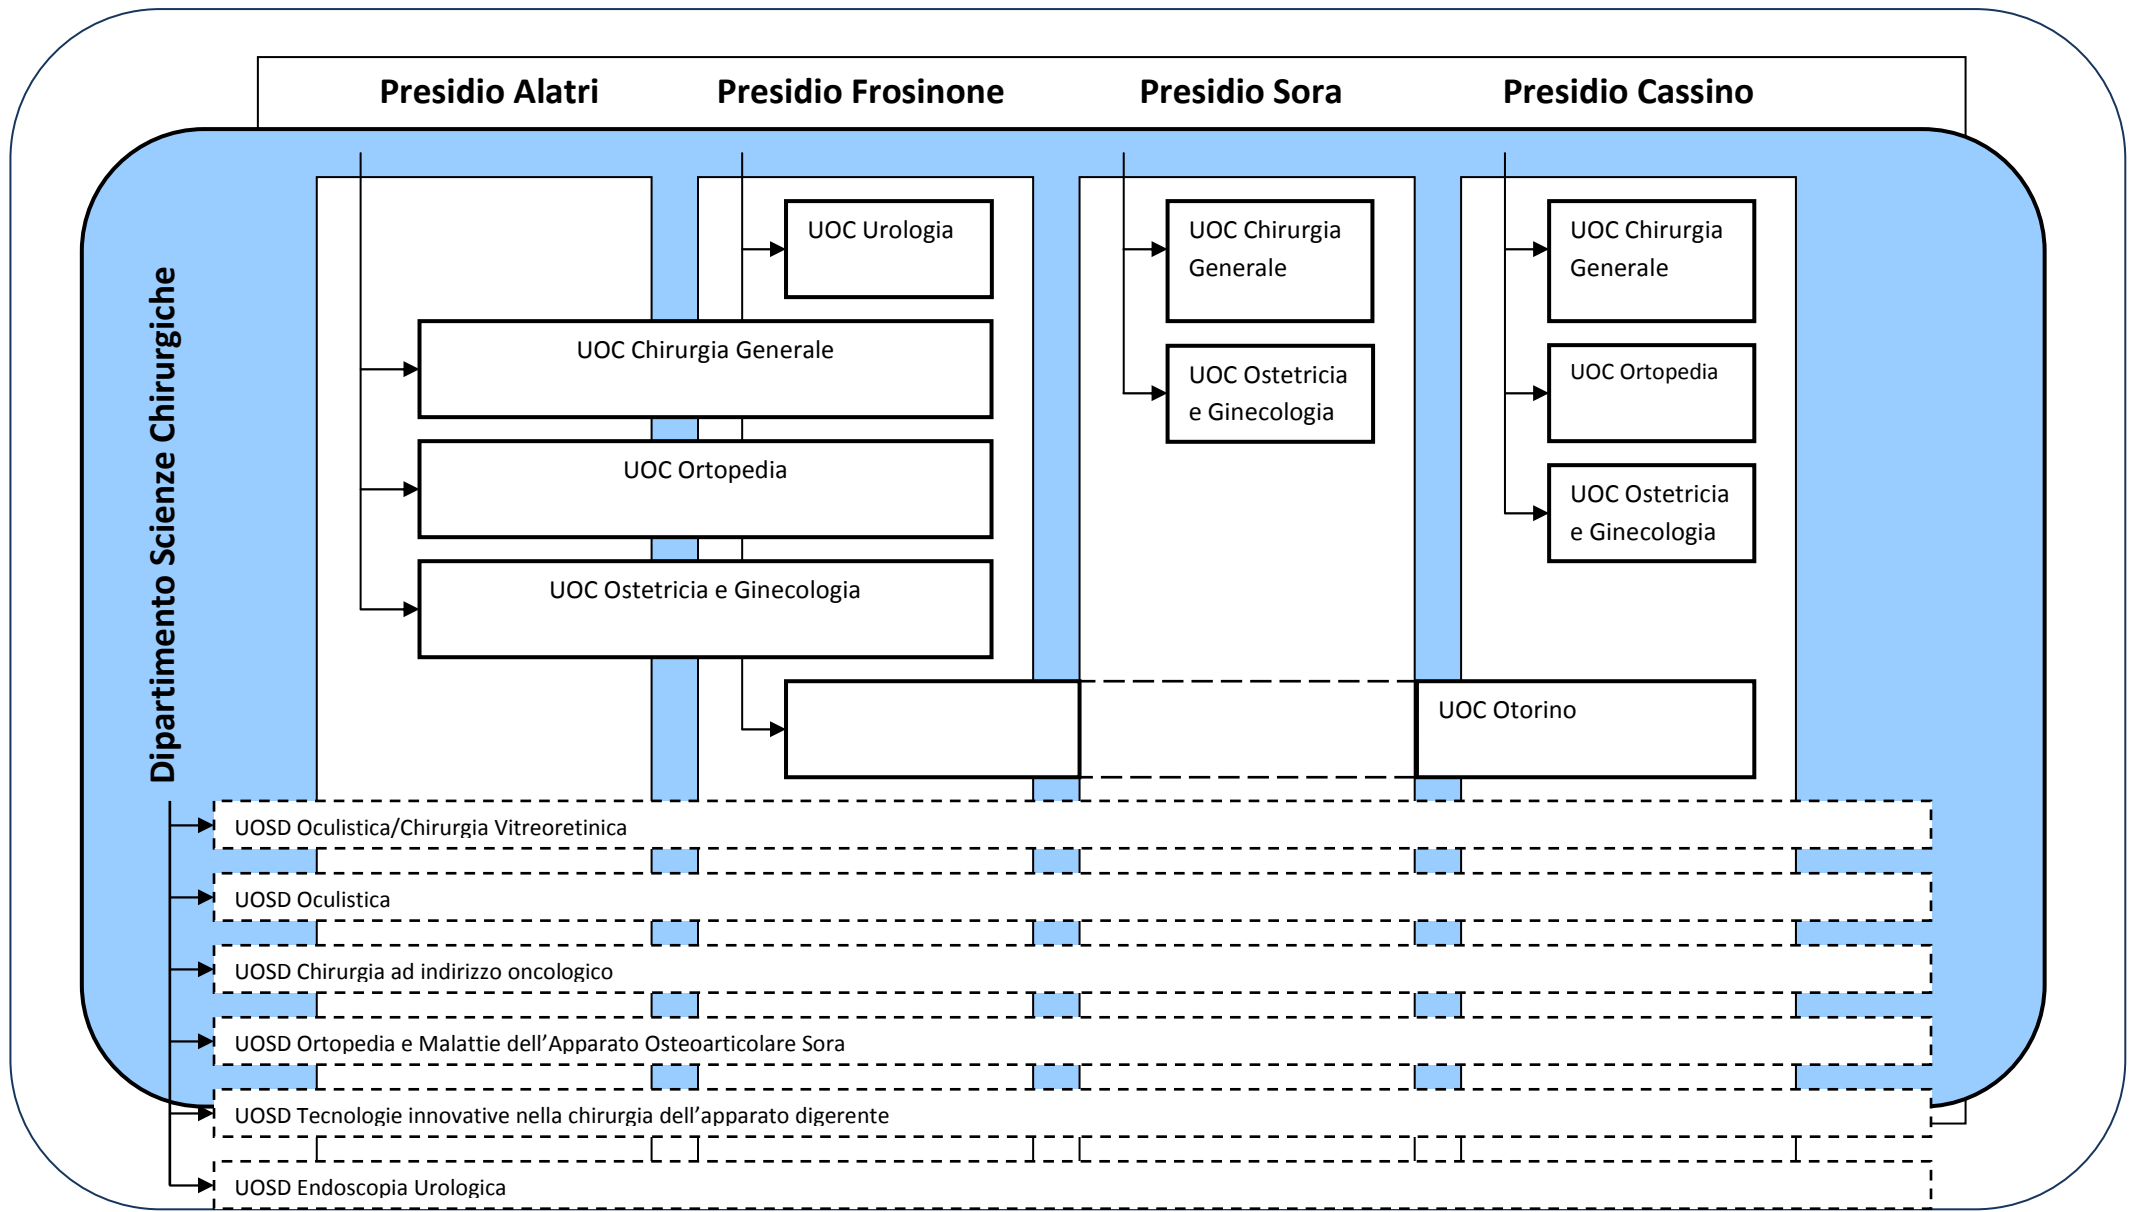 Presidio Alatri
Presidio Frosinone
Presidio Sora
Presidio Cassino
Dipartimento Scienze Chirurgiche
UOC Urologia
UOC Chirurgia
Generale
UOC Chirurgia
Generale
UOC Chirurgia Generale
UOC Ostetricia
e Ginecologia
UOC Ortopedia
UOC Ortopedia
UOC Ostetricia
e Ginecologia
UOC Ostetricia e Ginecologia
UOC Otorino
UOSD Oculistica/Chirurgia Vitreoretinica
UOSD Oculistica
UOSD Chirurgia ad indirizzo oncologico
UOSD Ortopedia e Malattie dell’Apparato Osteoarticolare Sora
UOSD Tecnologie innovative nella chirurgia dell’apparato digerente
UOSD Endoscopia Urologica